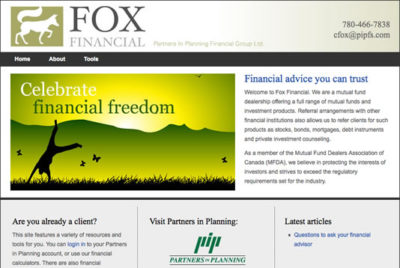 FOX
FINANCIAL
Partners in Planning Financial Group Ltd.
780-466-7838
cfox@pipfs.com
Home About Tools
Celebrate
financial freedom
Financial advice you can trust
Welcome to Fox Financial. We are a mutual fund
dealership offering a full range of mutual funds and
investment products. Referral arrangements with other
financial institutions also allows us to refer clients for such
products as stocks, bonds, mortgages, debt instruments
and private investment counseling.
As a member of the Mutual Fund Dealers Association of
Canada (MFDA), we believe in protecting the interests of
investors and strives to exceed the regulatory
requirements set for the industry.
Are you already a client?
This site features a variety of resources and
tools for you. You can login in to your Partners
in Planning account, or use our financial
calculators. There are also financial
Visit Partners in Planning:
pip
PARTNERS IN PLANNING
Latest articles
Questions to ask your financial
advisor